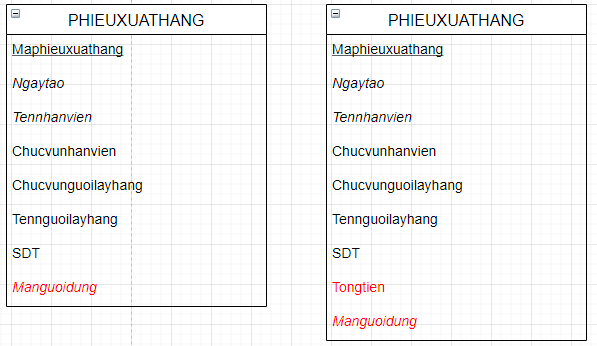 PHIEUXUATHANG
Maphieuxuathang
Ngaytao
Tennhanvien
Chucvunhanvien
Chucvunguoilayhang
Tennguoilayhang
SDT
Manguoidung
PHIEUXUATHANG
Maphieuxuathang
Ngaytao
Tennhanvien
Chucvunhanvien
Chucvunguoilayhang
Tennguoilayhang
SDT
Tongtien
Manguoidung